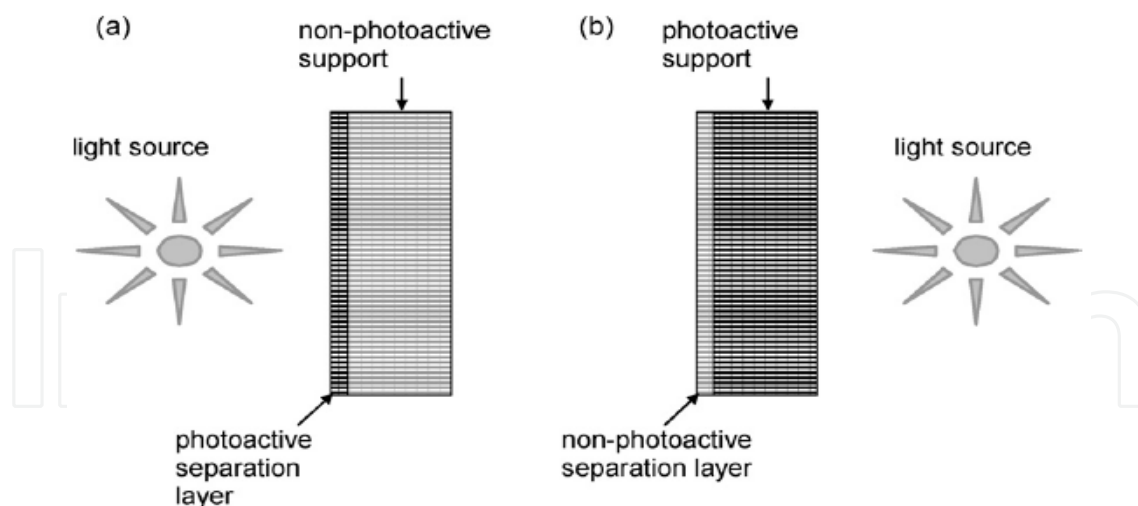 (a)
non-photoactive
support
light source
photoactive
separation
layer
(b)
photoactive
support
light source
non-photoactive
separation layer